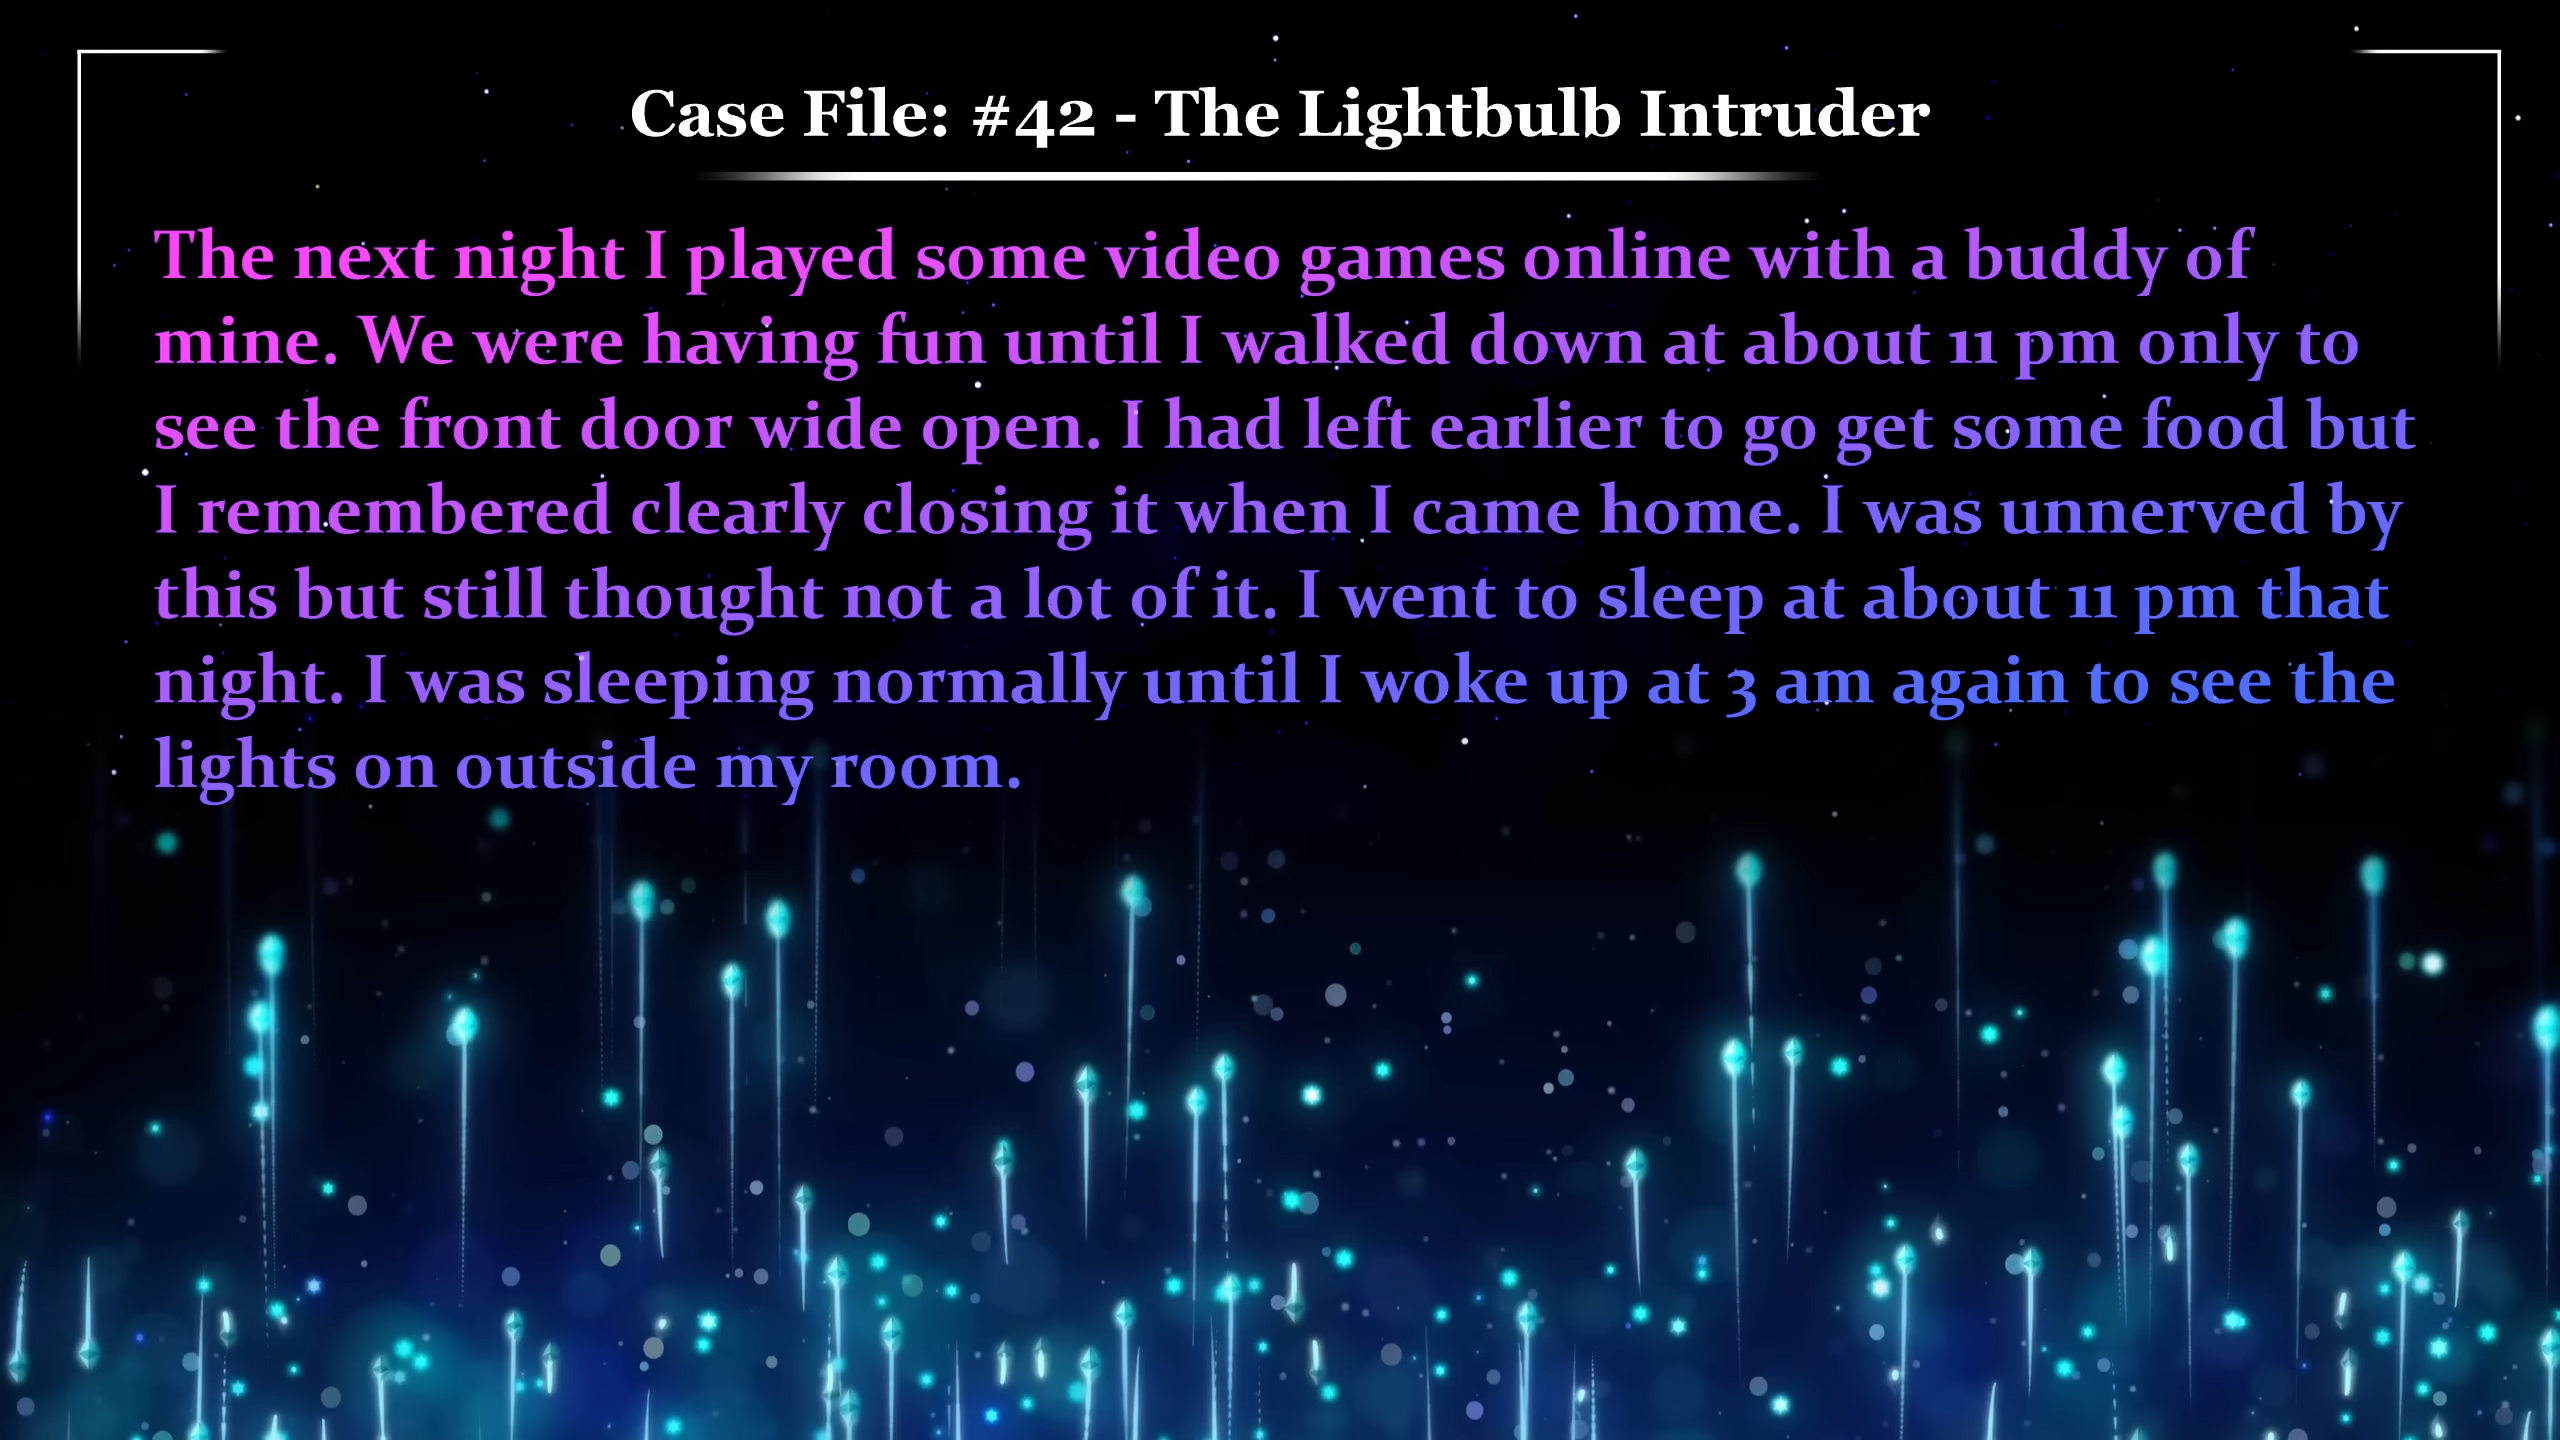 Case File: #42 - The Lightbulb Intruder
The next night I played some video games online with a buddy of
mine. We were having fun until I walked down at about 11 pm only to
see the front door wide open. I had left earlier to go get some food but
I remembered clearly closing it when I came home. I was unnerved by
this but still thought not a lot of it. I went to sleep at about 11 pm that
night. I was sleeping normally until I woke up at 3 am again to see the
lights on outside my room.